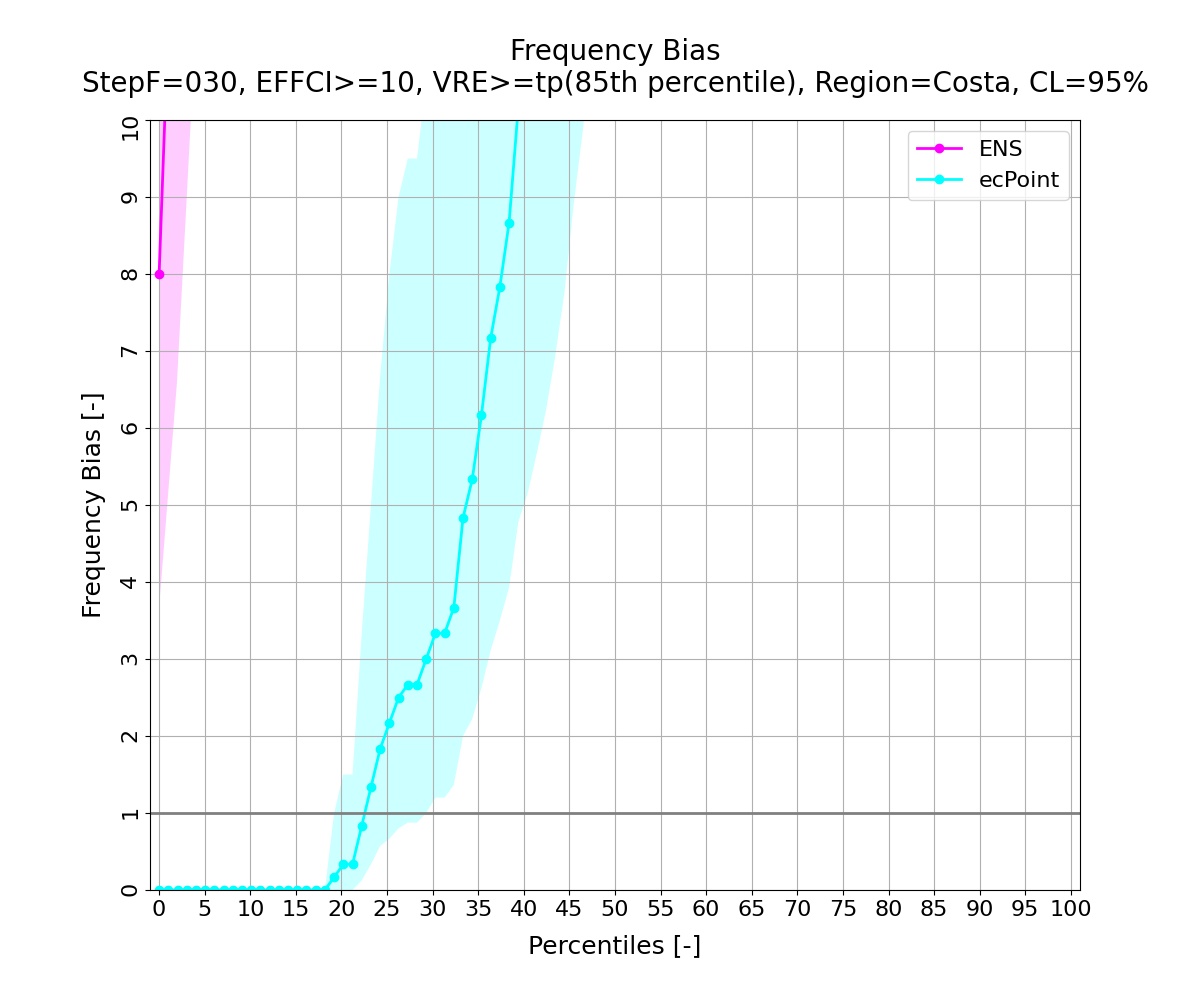 Frequency Bias
StepF=030, EFFCI>=10, VRE>=tp(85th percentile), Region=Costa, CL=95%
ENS
ecPoint
Frequency Bias [-]
10
9
8
7
6
5
4
3
2
1
0
0 5 10 15 20 25 30 35 40 45 50 55 60 65 70 75 80 85 90 95 100
Percentiles [-]